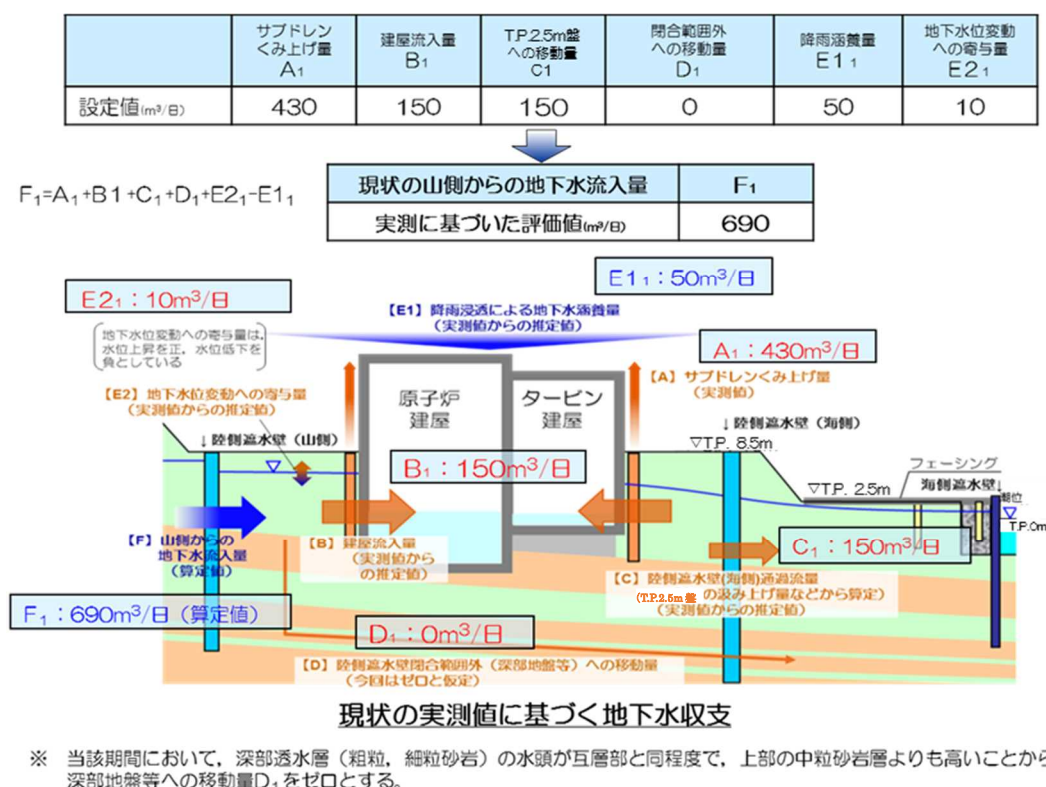 サブドレン
くみ上げ量
A₁
建屋流入量
B₁
T.P.2.5m盤
への移動量
C1
閉合範囲外
への移動量
D₁
降雨涵養量
E1₁
地下水位変動
への寄与量
E2₁
設定値(m³/日) 430 150 150 0 50 10
F₁=A₁+B1+C₁+D₁+E2₁-E1₁
現状の山側からの地下水流入量 F₁
実測に基づいた評価値(m³/日) 690
E1₁：50m³/日
E2₁：10m³/日
【E1】降雨浸透による地下水涵養量
（実測値からの推定値）
地下水位変動への寄与量は，
水位上昇を正，水位低下を
負としている
A₁：430m³/日
【A】サブドレンくみ上げ量
（実測値）
【E2】地下水位変動への寄与量
（実測値からの推定値）
原子炉
建屋
タービン
建屋
↓陸側遮水壁（山側）
↓陸側遮水壁（海側）
▽T.P. 8.5m
B₁：150m³/日
フェーシング
海側遮水壁↓
▽T.P. 2.5m
潮位
▽
T.P.0m
【F】山側からの
地下水流入量
（算定値）
【B】建屋流入量
（実測値から
の推定値）
C₁：150m³/日
【C】陸側遮水壁(海側)通過流量
(T.P.2.5m 盤 の汲み上げ量などから算定)
（実測値からの推定値）
F₁：690m³/日（算定値）
D₁：0m³/日
【D】陸側遮水壁閉合範囲外（深部地盤等）への移動量
（今回はゼロと仮定）
現状の実測値に基づく地下水収支
※ 当該期間において，深部透水層（粗粒，細粒砂岩）の水頭が互層部と同程度で，上部の中粒砂岩層よりも高いことから
深部地盤等への移動量D₁をゼロとする。